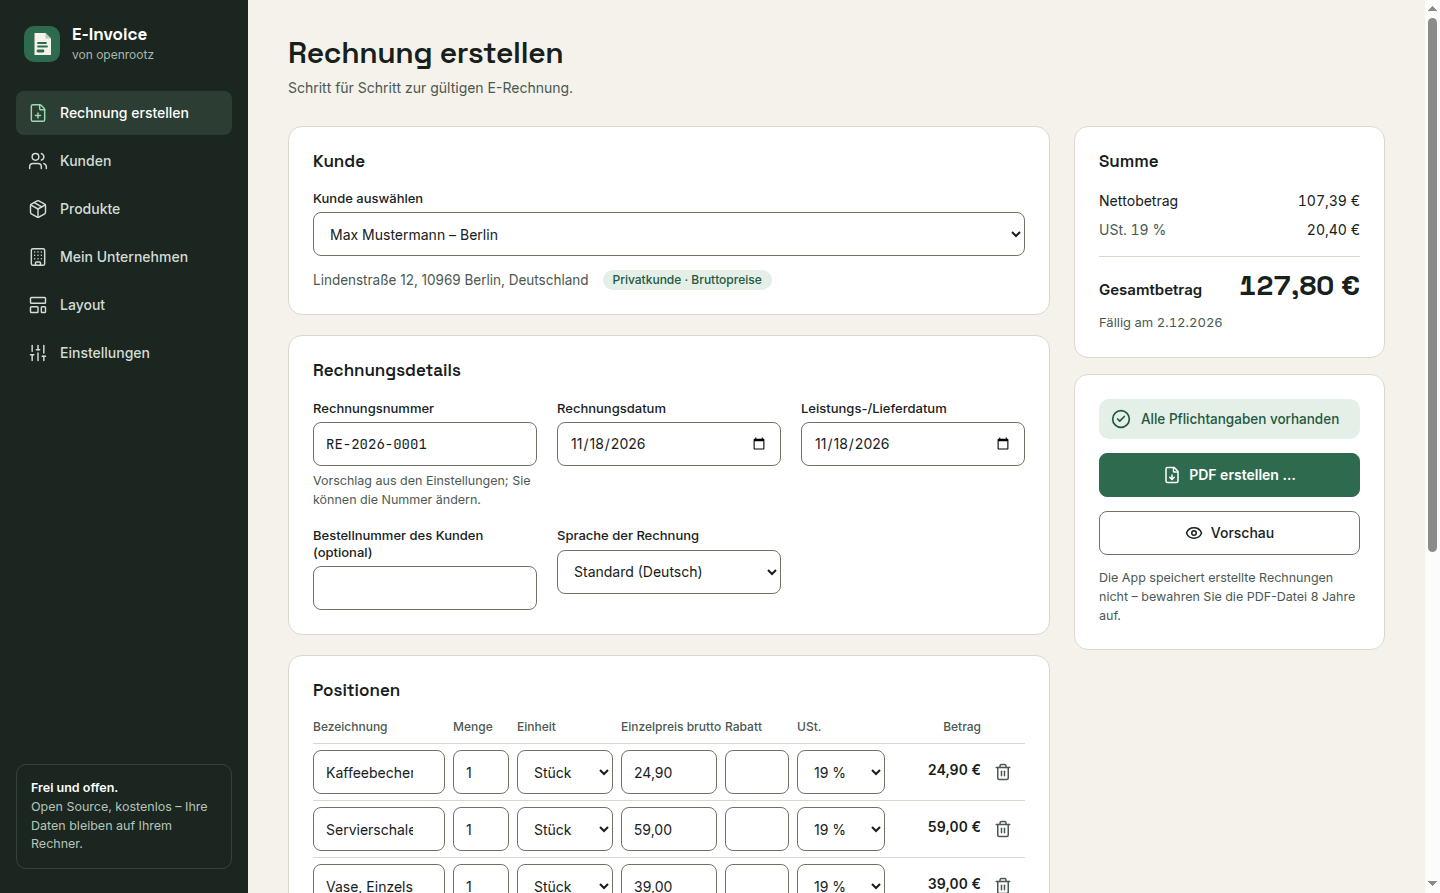 E-Invoice
von openrootz
Rechnung erstellen
Kunden
Produkte
Mein Unternehmen
Layout
Einstellungen
Frei und offen.
Open Source, kostenlos – Ihre
Daten bleiben auf Ihrem
Rechner.
Rechnung erstellen
Schritt für Schritt zur gültigen E-Rechnung.
Kunde
Kunde auswählen
Max Mustermann – Berlin
Lindenstraße 12, 10969 Berlin, Deutschland Privatkunde · Bruttopreise
Rechnungsdetails
Rechnungsnummer Rechnungsdatum Leistungs-/Lieferdatum
RE-2026-0001 11/18/2026 11/18/2026
Vorschlag aus den Einstellungen; Sie
können die Nummer ändern.
Bestellnummer des Kunden
(optional)
Sprache der Rechnung
Standard (Deutsch)
Positionen
Bezeichnung Menge Einheit Einzelpreis brutto Rabatt USt. Betrag
Kaffeebecher 1 Stück 24,90 19 % 24,90 €
Servierschale 1 Stück 59,00 19 % 59,00 €
Vase, Einzels 1 Stück 39,00 19 % 39,00 €
Summe
Nettobetrag 107,39 €
USt. 19 % 20,40 €
Gesamtbetrag 127,80 €
Fällig am 2.12.2026
Alle Pflichtangaben vorhanden
PDF erstellen ...
Vorschau
Die App speichert erstellte Rechnungen
nicht – bewahren Sie die PDF-Datei 8 Jahre
auf.